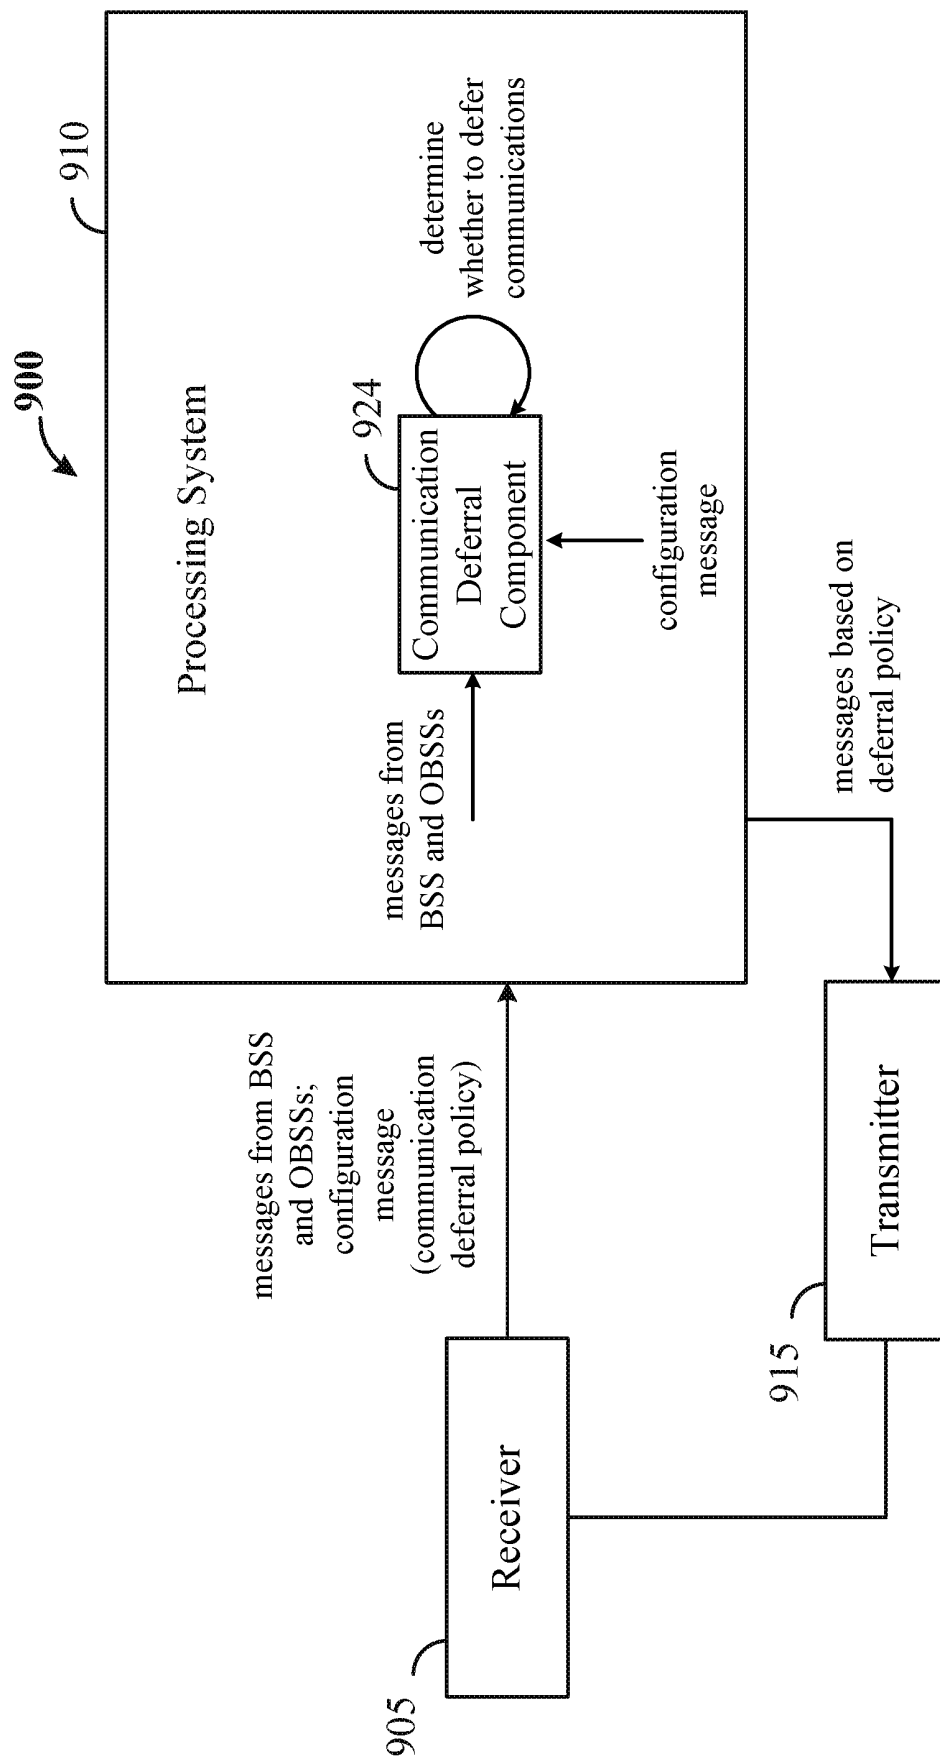 900
910
Processing System
924
Communication
Deferral
Component
determine
whether to defer
communications
messages from
BSS and OBSSs
configuration
message
messages from BSS
and OBSSs;
configuration
message
(communication
deferral policy)
905
Receiver
messages based on
deferral policy
915
Transmitter